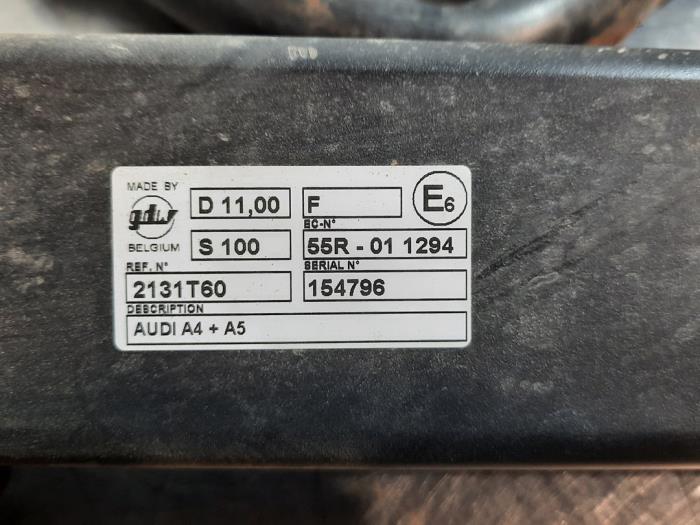 MADE BY
gdw
BELGIUM
D 11,00
F
E6
S 100
EC-N°
55R - 01 1294
REF. N°
SERIAL N°
2131T60
154796
DESCRIPTION
AUDI A4 + A5